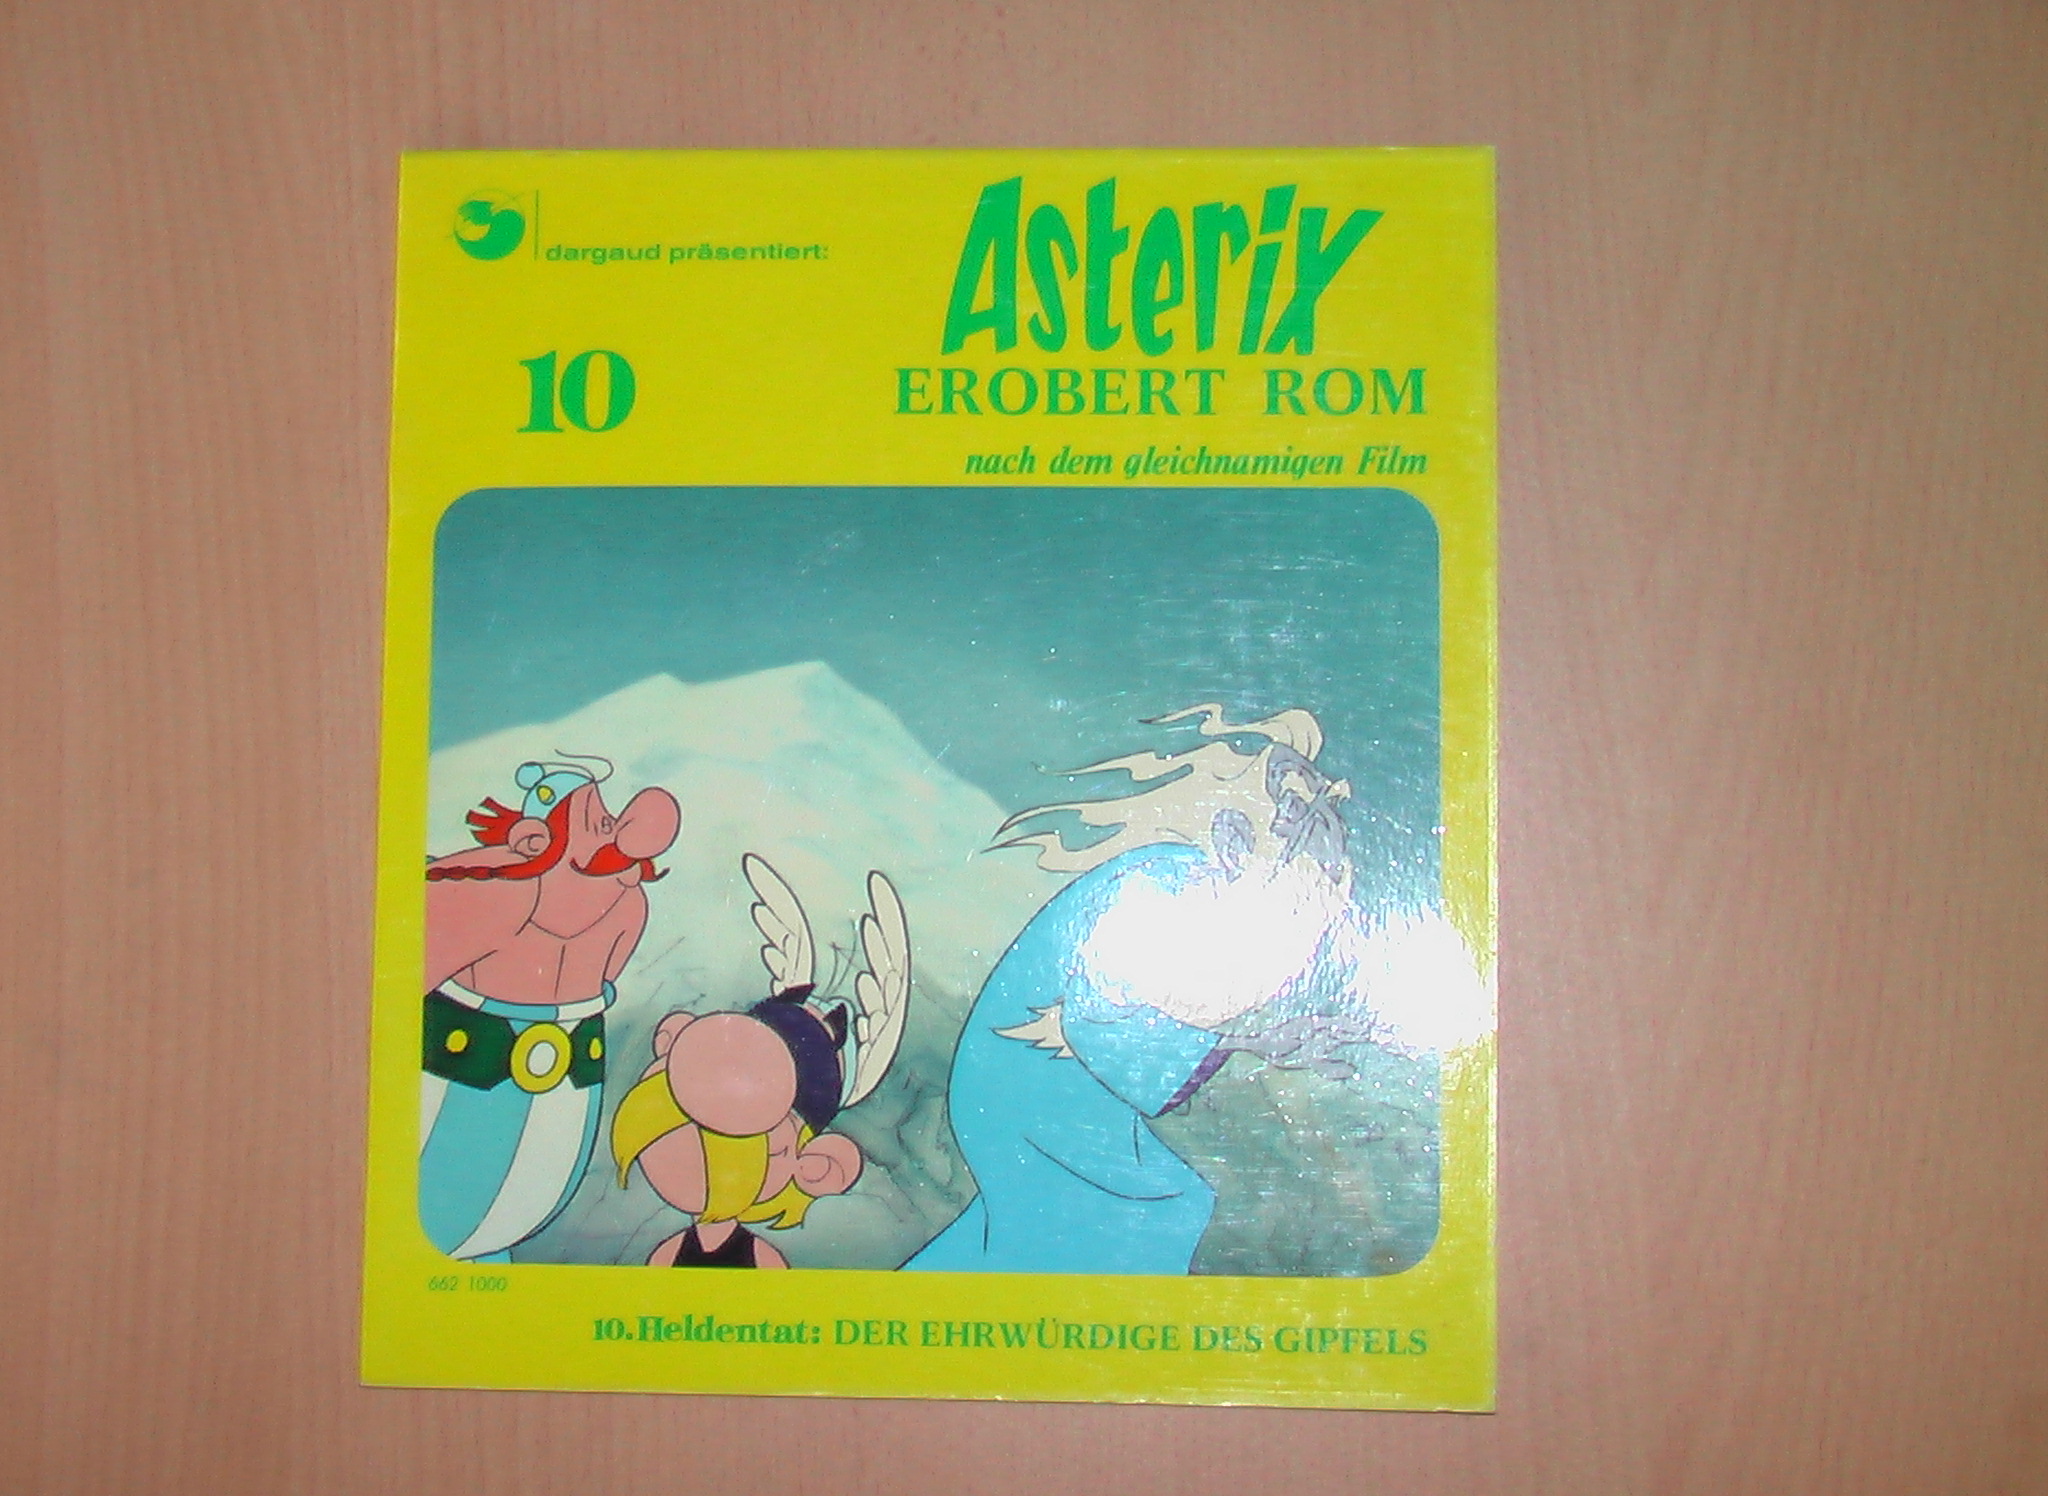 dargaud präsentiert:
Asterix
10
EROBERT ROM
nach dem gleichnamigen Film
662 1000
10. Heldentat: DER EHRWÜRDIGE DES GIPFELS